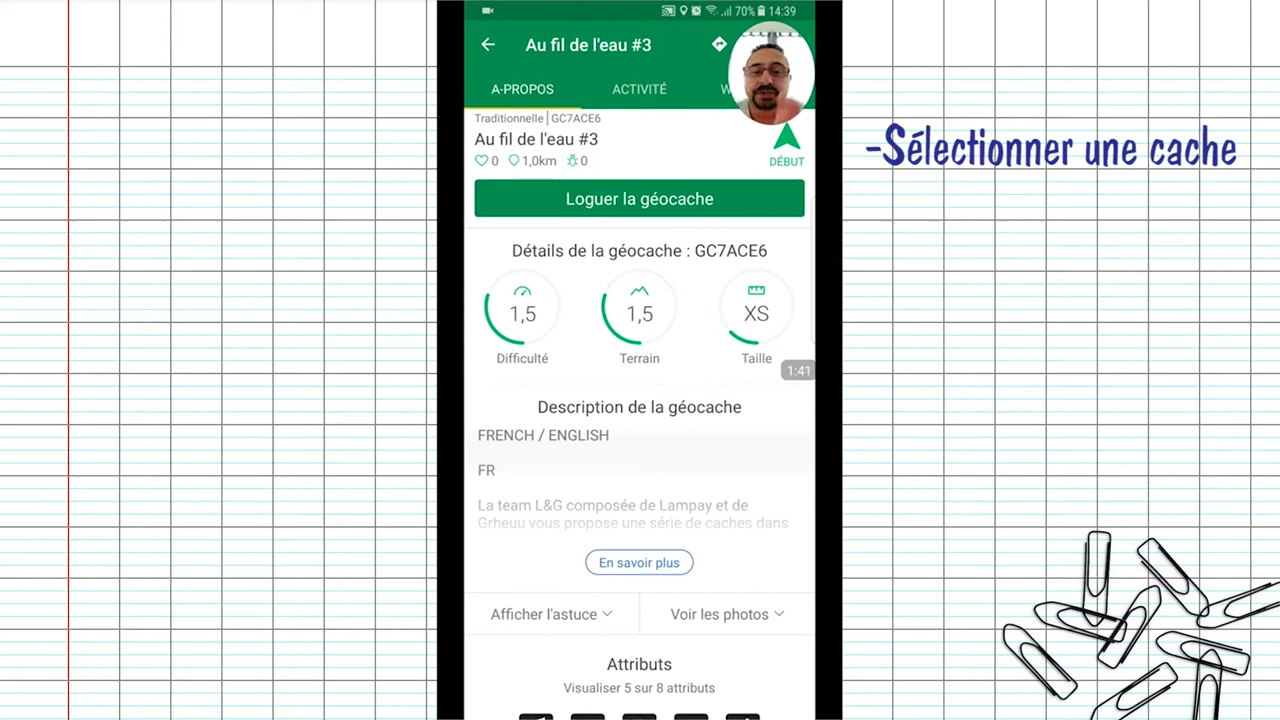 70% 14:39
Au fil de l'eau #3
A-PROPOS ACTIVITÉ W
Traditionnelle | GC7ACE6
Au fil de l'eau #3
0 1,0km 0
DÉBUT
Loguer la géocache
Détails de la géocache : GC7ACE6
1,5 1,5 XS
Difficulté Terrain Taille
1:41
Description de la géocache
FRENCH / ENGLISH
FR
La team L&G composée de Lampay et de
Grheuu vous propose une série de caches dans
En savoir plus
Afficher l'astuce Voir les photos
Attributs
Visualiser 5 sur 8 attributs
-Sélectionner une cache